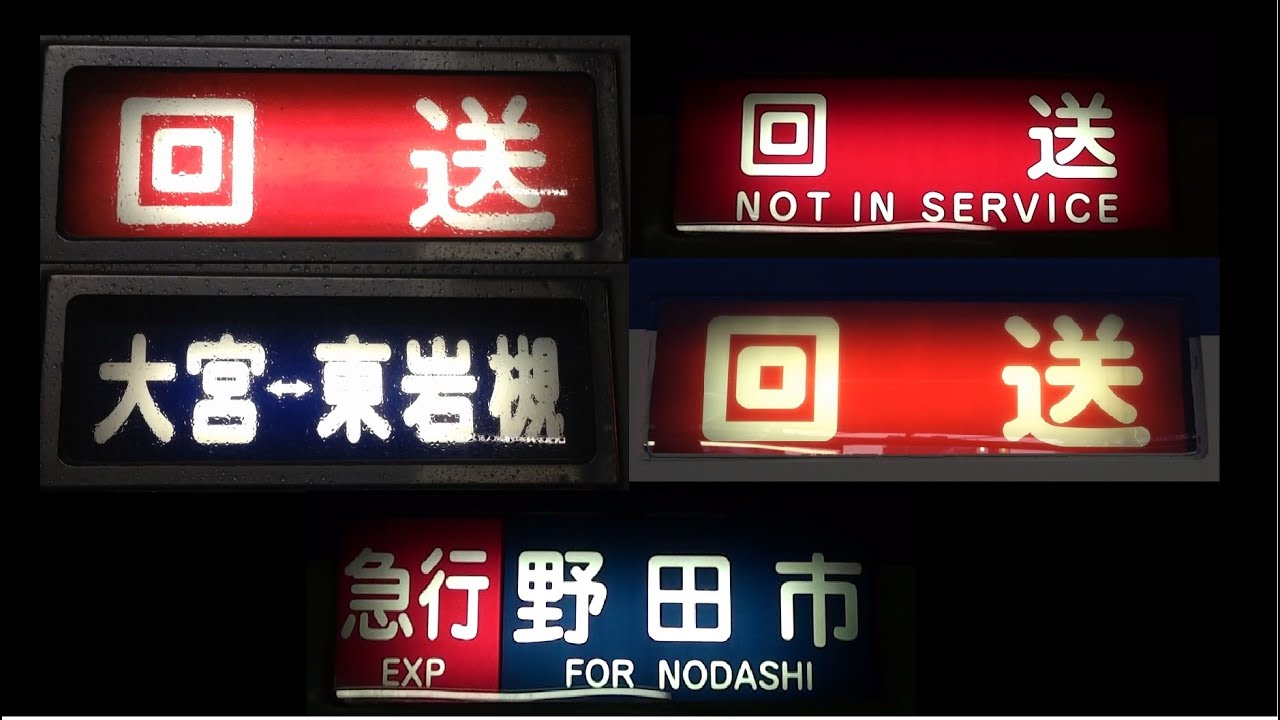 回送
回送
NOT IN SERVICE
大宮↔東岩槻
回送
急行 野田市
EXP FOR NODASHI